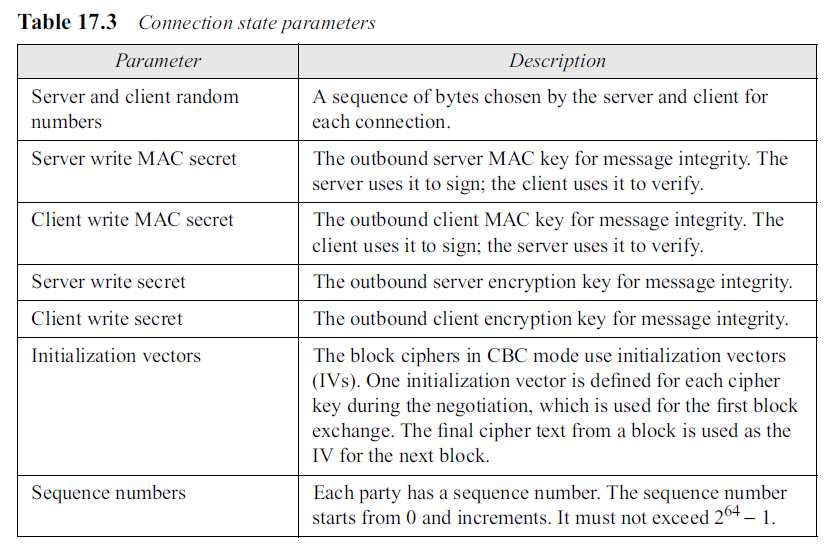 Table 17.3 Connection state parameters
Parameter Description
Server and client random
numbers
A sequence of bytes chosen by the server and client for
each connection.
Server write MAC secret
The outbound server MAC key for message integrity. The
server uses it to sign; the client uses it to verify.
Client write MAC secret
The outbound client MAC key for message integrity. The
client uses it to sign; the server uses it to verify.
Server write secret
The outbound server encryption key for message integrity.
Client write secret
The outbound client encryption key for message integrity.
Initialization vectors
The block ciphers in CBC mode use initialization vectors
(IVs). One initialization vector is defined for each cipher
key during the negotiation, which is used for the first block
exchange. The final cipher text from a block is used as the
IV for the next block.
Sequence numbers
Each party has a sequence number. The sequence number
starts from 0 and increments. It must not exceed 2⁶⁴ – 1.